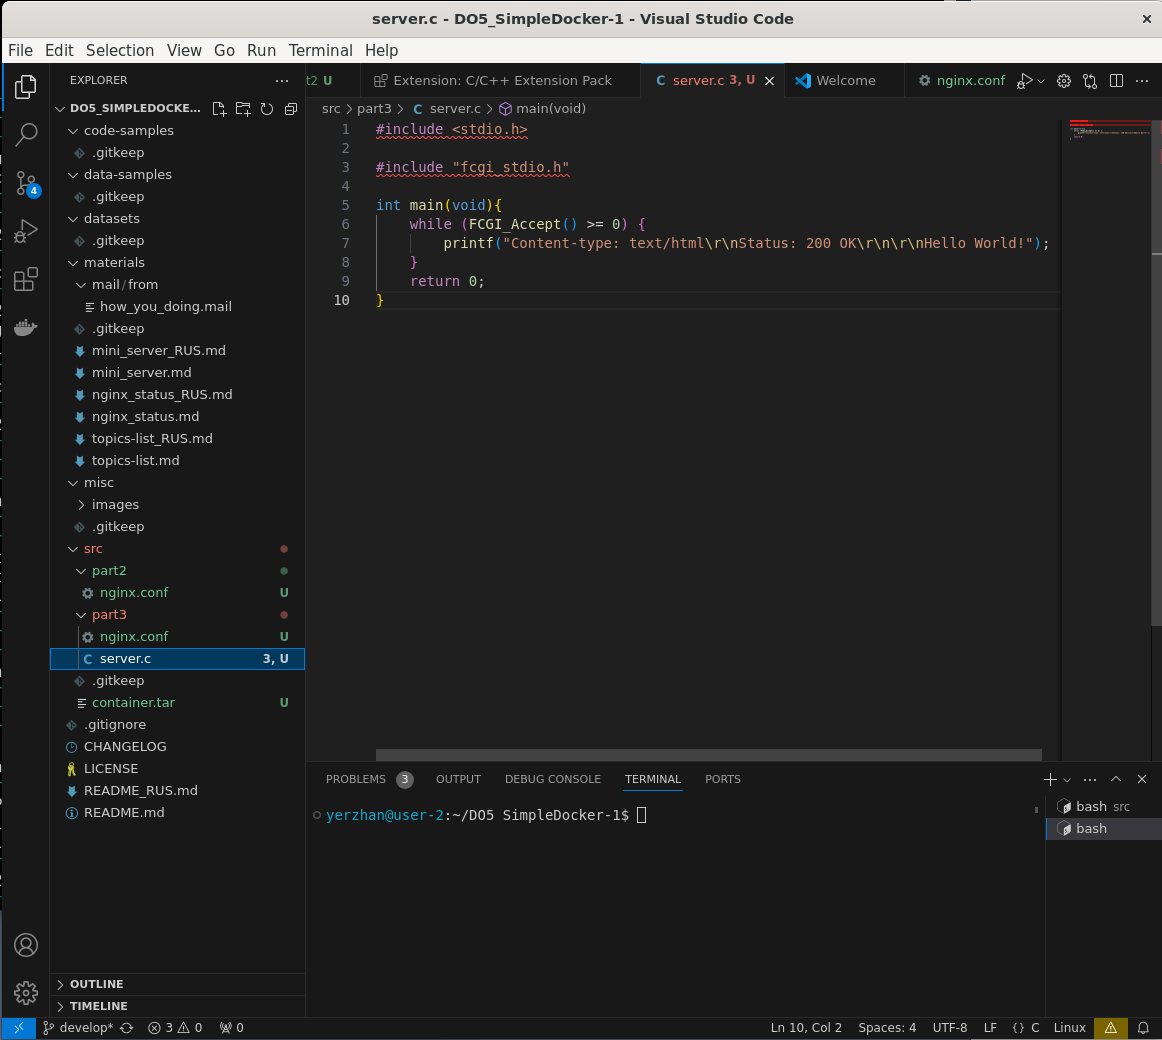 server.c - DO5_SimpleDocker-1 - Visual Studio Code
File Edit Selection View Go Run Terminal Help
EXPLORER
DO5_SIMPLEDOCKE...
code-samples
.gitkeep
data-samples
.gitkeep
datasets
.gitkeep
materials
mail/from
how_you_doing.mail
.gitkeep
mini_server_RUS.md
mini_server.md
nginx_status_RUS.md
nginx_status.md
topics-list_RUS.md
topics-list.md
misc
images
.gitkeep
src
part2
nginx.conf U
part3
nginx.conf U
server.c 3, U
.gitkeep
container.tar U
.gitignore
CHANGELOG
LICENSE
README_RUS.md
README.md
OUTLINE
TIMELINE
4
t2 U
Extension: C/C++ Extension Pack
C server.c 3, U
Welcome
nginx.conf
src > part3 > C server.c > main(void)
1 #include <stdio.h>
2
3 #include "fcgi_stdio.h"
4
5 int main(void){
6 while (FCGI_Accept() >= 0) {
7 printf("Content-type: text/html\r\nStatus: 200 OK\r\n\r\nHello World!");
8 }
9 return 0;
10 }
PROBLEMS 3 OUTPUT DEBUG CONSOLE TERMINAL PORTS
yerzhan@user-2:~/DO5 SimpleDocker-1$
bash src
bash
develop* 3 0 0 Ln 10, Col 2 Spaces: 4 UTF-8 LF {} C Linux